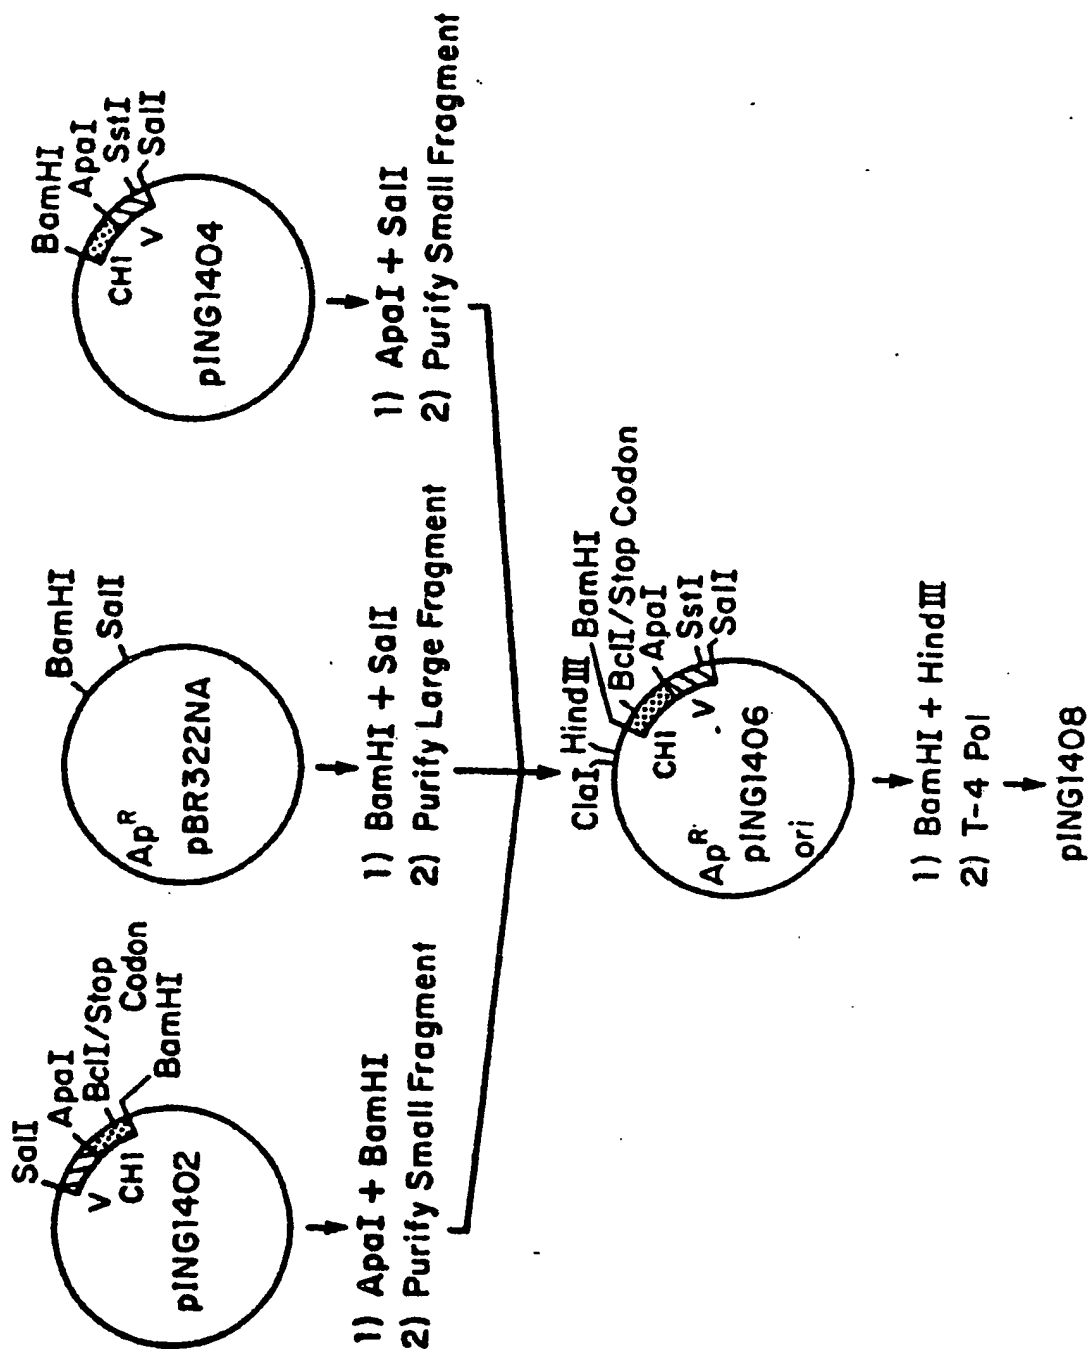 SalI
ApaI
BclI/Stop
Codon
BamHI
V
CH1
pING1402
1) ApaI + BamHI
2) Purify Small Fragment
BamHI
SalI
ApR
pBR322NA
1) BamHI + SalI
2) Purify Large Fragment
BamHI
ApaI
SstI
SalI
CH1
V
pING1404
1) ApaI + SalI
2) Purify Small Fragment
ClaI
HindIII
BamHI
BclI/Stop Codon
ApaI
SstI
SalI
CH1
V
ApR
pING1406
ori
1) BamHI + HindIII
2) T-4 Pol
pING1408